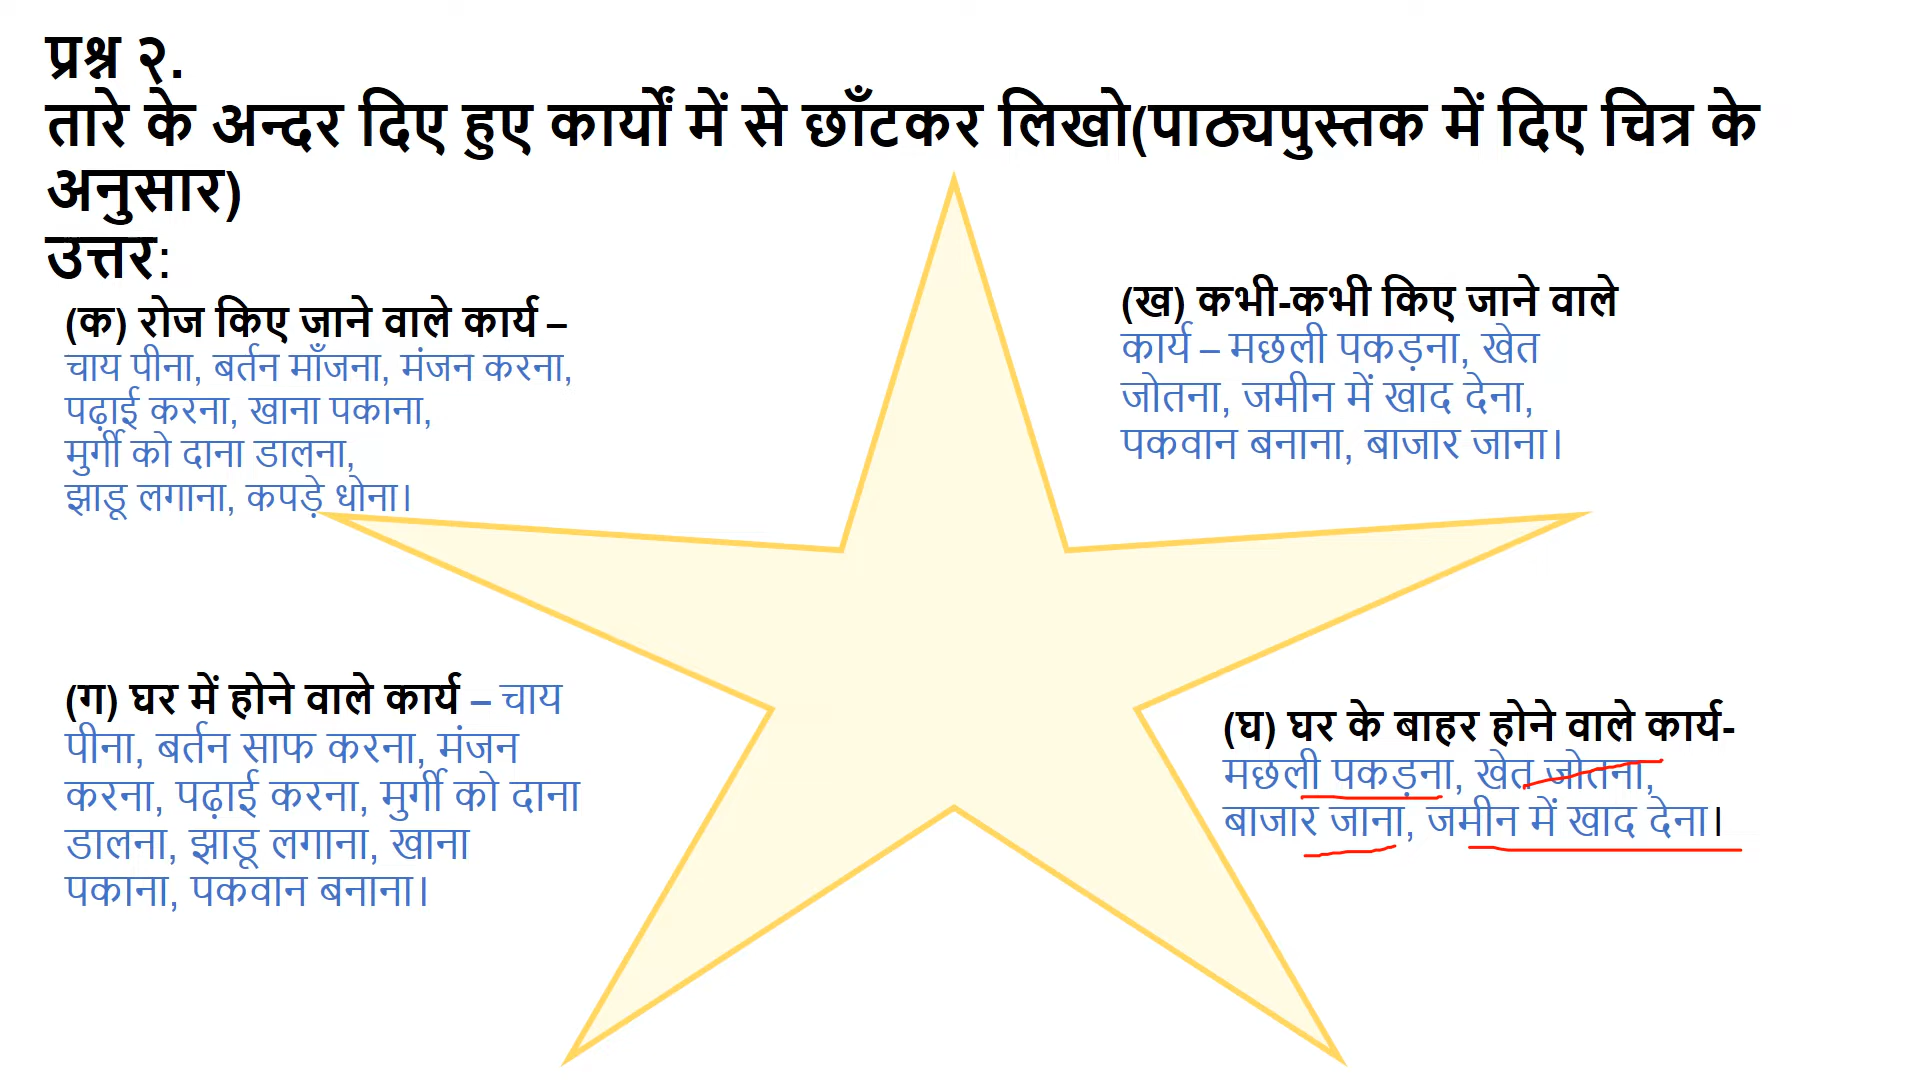 प्रश्न २.
तारे के अन्दर दिए हुए कार्यों में से छाँटकर लिखो(पाठ्यपुस्तक में दिए चित्र के
अनुसार)
उत्तर:
(क) रोज किए जाने वाले कार्य –
चाय पीना, बर्तन माँजना, मंजन करना,
पढ़ाई करना, खाना पकाना,
मुर्गी को दाना डालना,
झाडू लगाना, कपड़े धोना।
(ख) कभी-कभी किए जाने वाले
कार्य – मछली पकड़ना, खेत
जोतना, जमीन में खाद देना,
पकवान बनाना, बाजार जाना।
(ग) घर में होने वाले कार्य – चाय
पीना, बर्तन साफ करना, मंजन
करना, पढ़ाई करना, मुर्गी को दाना
डालना, झाडू लगाना, खाना
पकाना, पकवान बनाना।
(घ) घर के बाहर होने वाले कार्य-
मछली पकड़ना, खेत जोतना,
बाजार जाना, जमीन में खाद देना।